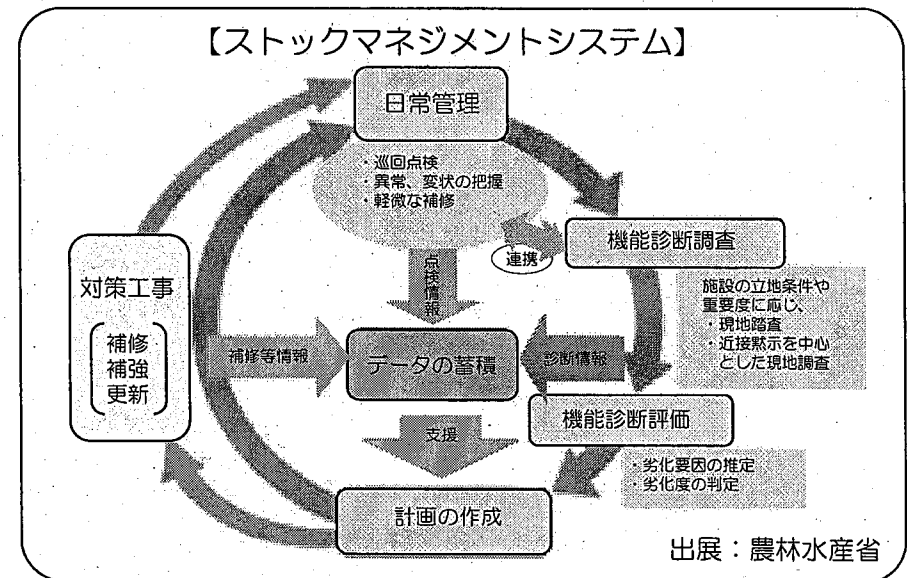 【ストックマネジメントシステム】
日常管理
・巡回点検
・異常、変状の把握
・軽微な補修
連携
機能診断調査
施設の立地条件や
重要度に応じ、
・現地踏査
・近接黙示を中心
とした現地調査
点検情報
対策工事
補修
補強
更新
補修等情報
データの蓄積
診断情報
機能診断評価
・劣化要因の推定
・劣化度の判定
支援
計画の作成
出展：農林水産省